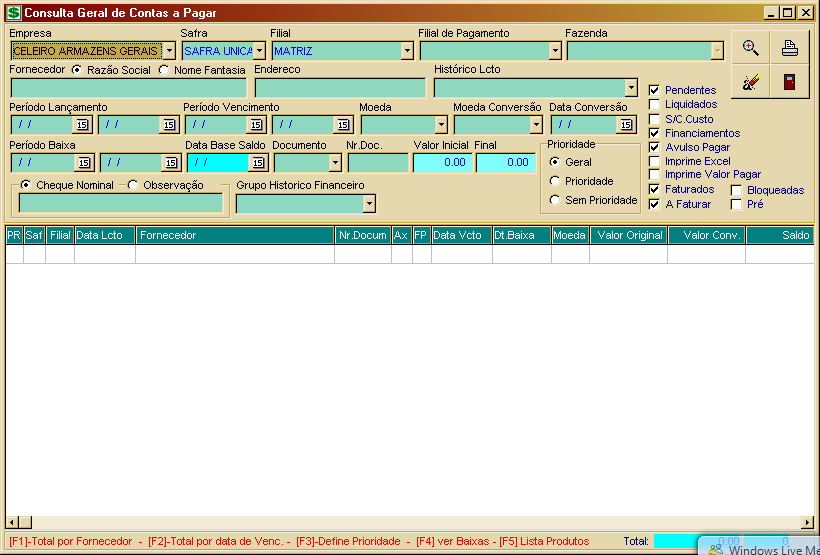 Consulta Geral de Contas a Pagar
Empresa Safra Filial Filial de Pagamento Fazenda
CELEIRO ARMAZENS GERAIS SAFRA UNICA MATRIZ
Fornecedor Razão Social Nome Fantasia Endereco Histórico Lcto
Pendentes
Liquidados
Período Lançamento Período Vencimento Moeda Moeda Conversão Data Conversão
/ / 15 / / 15 / / 15 / / 15 / / 15
S/C.Custo
Financiamentos
Período Baixa Data Base Saldo Documento Nr.Doc. Valor Inicial Final Prioridade
Avulso Pagar
/ / 15 / / 15 / / 15 0.00 0.00 Geral
Imprime Excel
Imprime Valor Pagar
Cheque Nominal Observação Grupo Historico Financeiro Prioridade
Faturados Bloqueadas
Sem Prioridade
A Faturar Pré
PR Saf Filial Data Lcto Fornecedor Nr.Docum Ax FP Data Vcto Dt.Baixa Moeda Valor Original Valor Conv. Saldo
[F1]-Total por Fornecedor - [F2]-Total por data de Venc. - [F3]-Define Prioridade - [F4] ver Baixas - [F5] Lista Produtos Total: 0.00 0
Windows Live Me